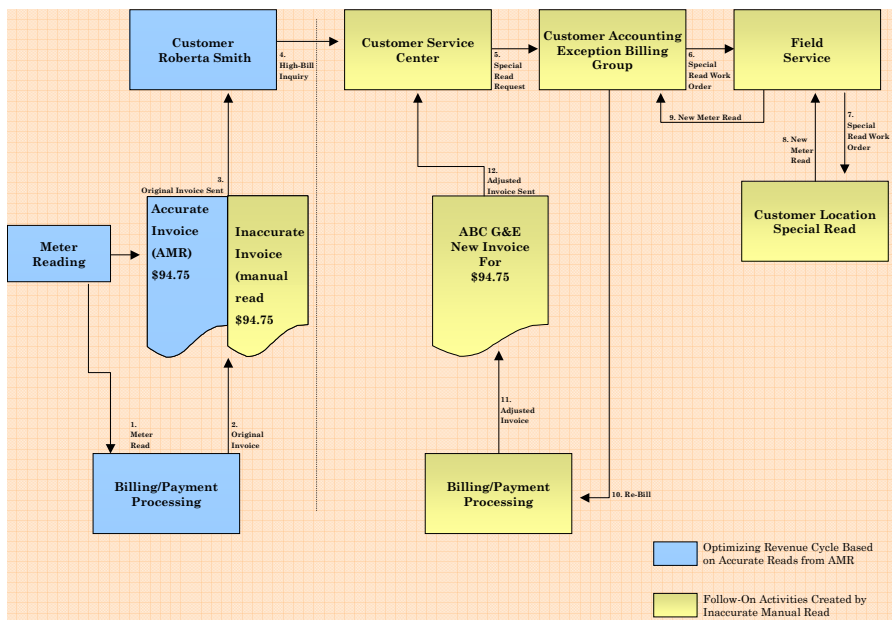 Customer
Roberta Smith
4.
High-Bill
Inquiry
Customer Service
Center
5.
Special
Read
Request
Customer Accounting
Exception Billing
Group
6.
Special
Read Work
Order
Field
Service
9. New Meter Read
8. New
Meter
Read
7.
Special
Read Work
Order
Customer Location
Special Read
3.
Original Invoice Sent
12.
Adjusted
Invoice Sent
Meter
Reading
Accurate
Invoice
(AMR)
$94.75
Inaccurate
Invoice
(manual
read
$94.75
ABC G&E
New Invoice
For
$94.75
1.
Meter
Read
2.
Original
Invoice
11.
Adjusted
Invoice
Billing/Payment
Processing
Billing/Payment
Processing
10. Re-Bill
Optimizing Revenue Cycle Based
on Accurate Reads from AMR
Follow-On Activities Created by
Inaccurate Manual Read